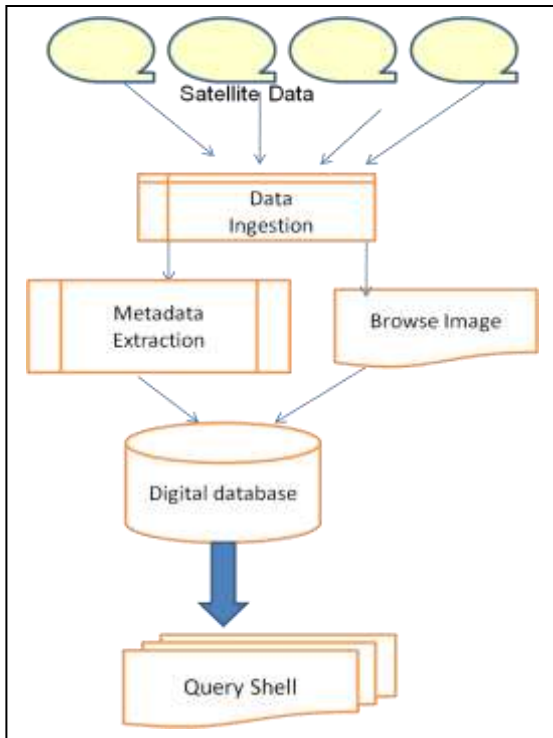 Satellite Data
Data
Ingestion
Metadata
Extraction
Browse Image
Digital database
Query Shell